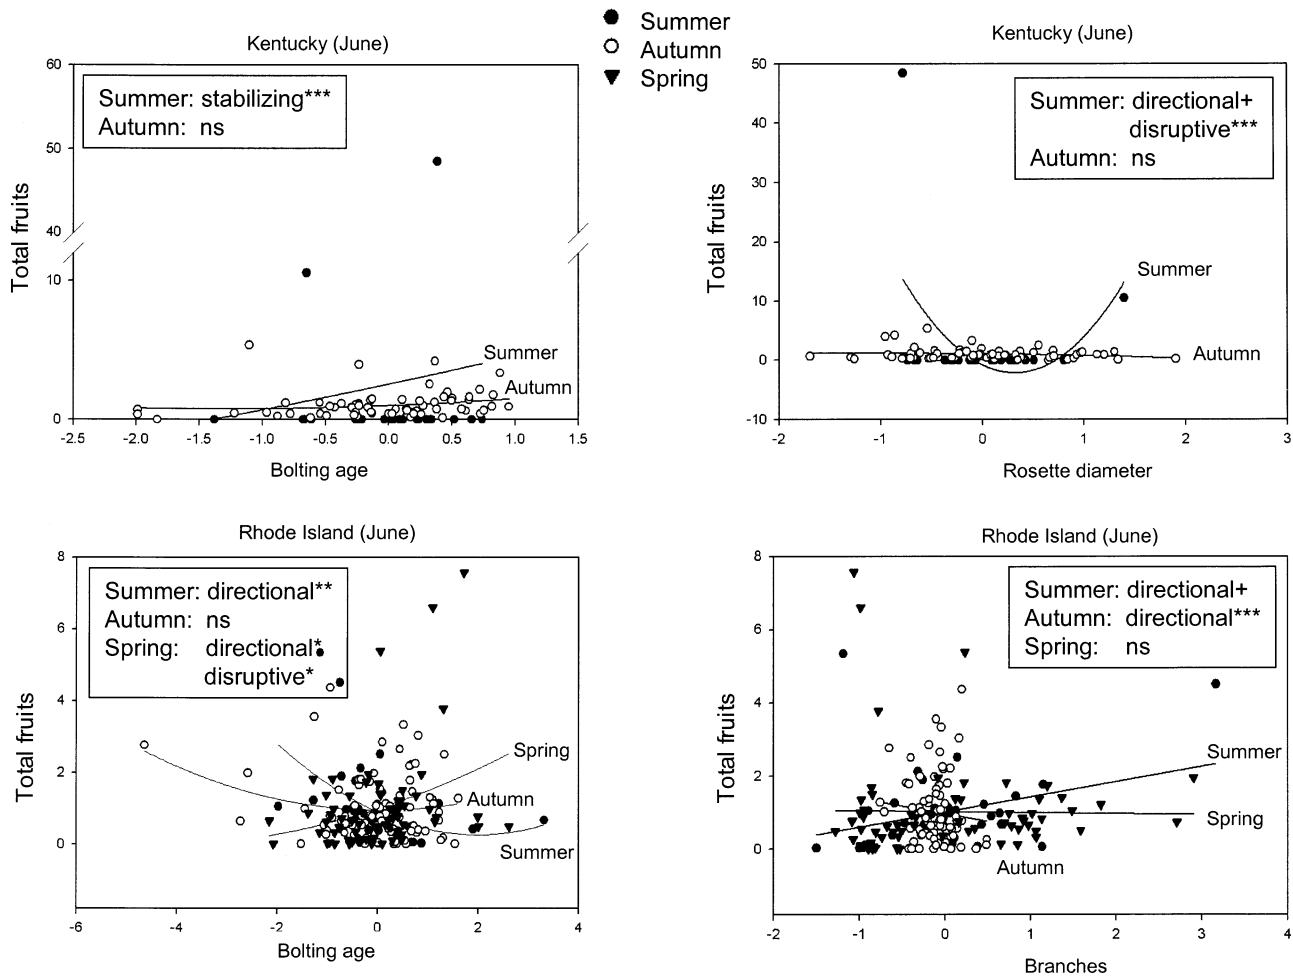 Summer
Autumn
Spring
Kentucky (June)
60
50
40
10
0
Total fruits
Summer: stabilizing***
Autumn: ns
Summer
Autumn
-2.5 -2.0 -1.5 -1.0 -0.5 0.0 0.5 1.0 1.5
Bolting age
Kentucky (June)
50
40
30
20
10
0
-10
Total fruits
Summer: directional+
disruptive***
Autumn: ns
Summer
Autumn
-2 -1 0 1 2 3
Rosette diameter
Rhode Island (June)
8
6
4
2
0
Total fruits
Summer: directional**
Autumn: ns
Spring: directional*
disruptive*
Spring
Autumn
Summer
-6 -4 -2 0 2 4
Bolting age
Rhode Island (June)
8
6
4
2
0
Total fruits
Summer: directional+
Autumn: directional***
Spring: ns
Summer
Spring
Autumn
-2 -1 0 1 2 3 4
Branches